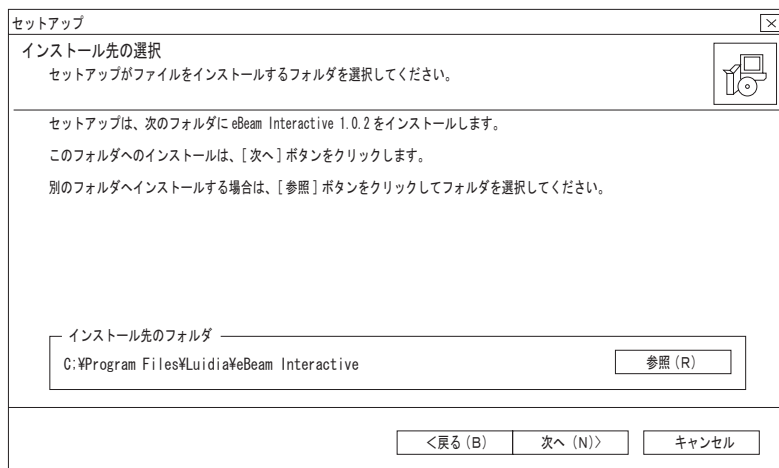 セットアップ
インストール先の選択
セットアップがファイルをインストールするフォルダを選択してください。
セットアップは、次のフォルダに eBeam Interactive 1.0.2 をインストールします。
このフォルダへのインストールは、[ 次へ ] ボタンをクリックします。
別のフォルダへインストールする場合は、[ 参照 ] ボタンをクリックしてフォルダを選択してください。
インストール先のフォルダ
C;¥Program Files¥Luidia¥eBeam Interactive
参照 (R)
<戻る (B)
次へ (N)>
キャンセル